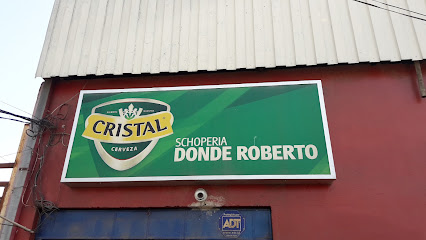 CRISTAL
CERVEZA
SCHOPERIA
DONDE ROBERTO
ADT